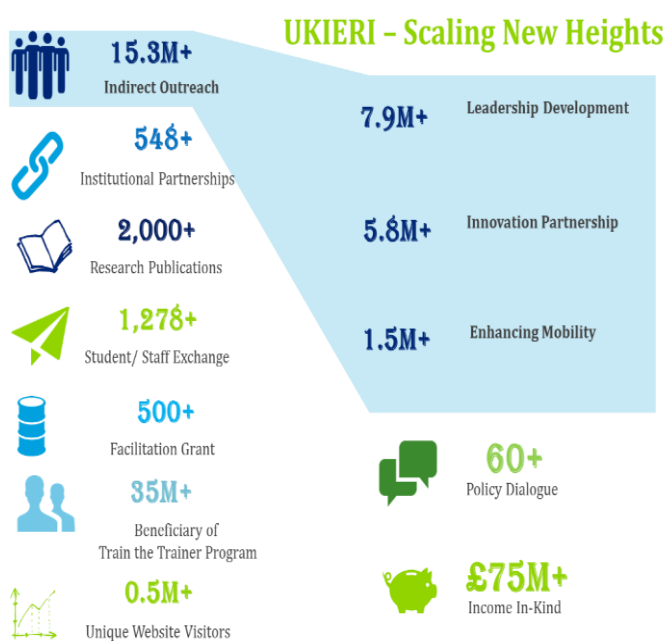 UKIERI – Scaling New Heights
15.3M+
Indirect Outreach
548+
Institutional Partnerships
2,000+
Research Publications
1,278+
Student/ Staff Exchange
500+
Facilitation Grant
35M+
Beneficiary of
Train the Trainer Program
0.5M+
Unique Website Visitors
7.9M+
Leadership Development
5.8M+
Innovation Partnership
1.5M+
Enhancing Mobility
60+
Policy Dialogue
£75M+
Income In-Kind